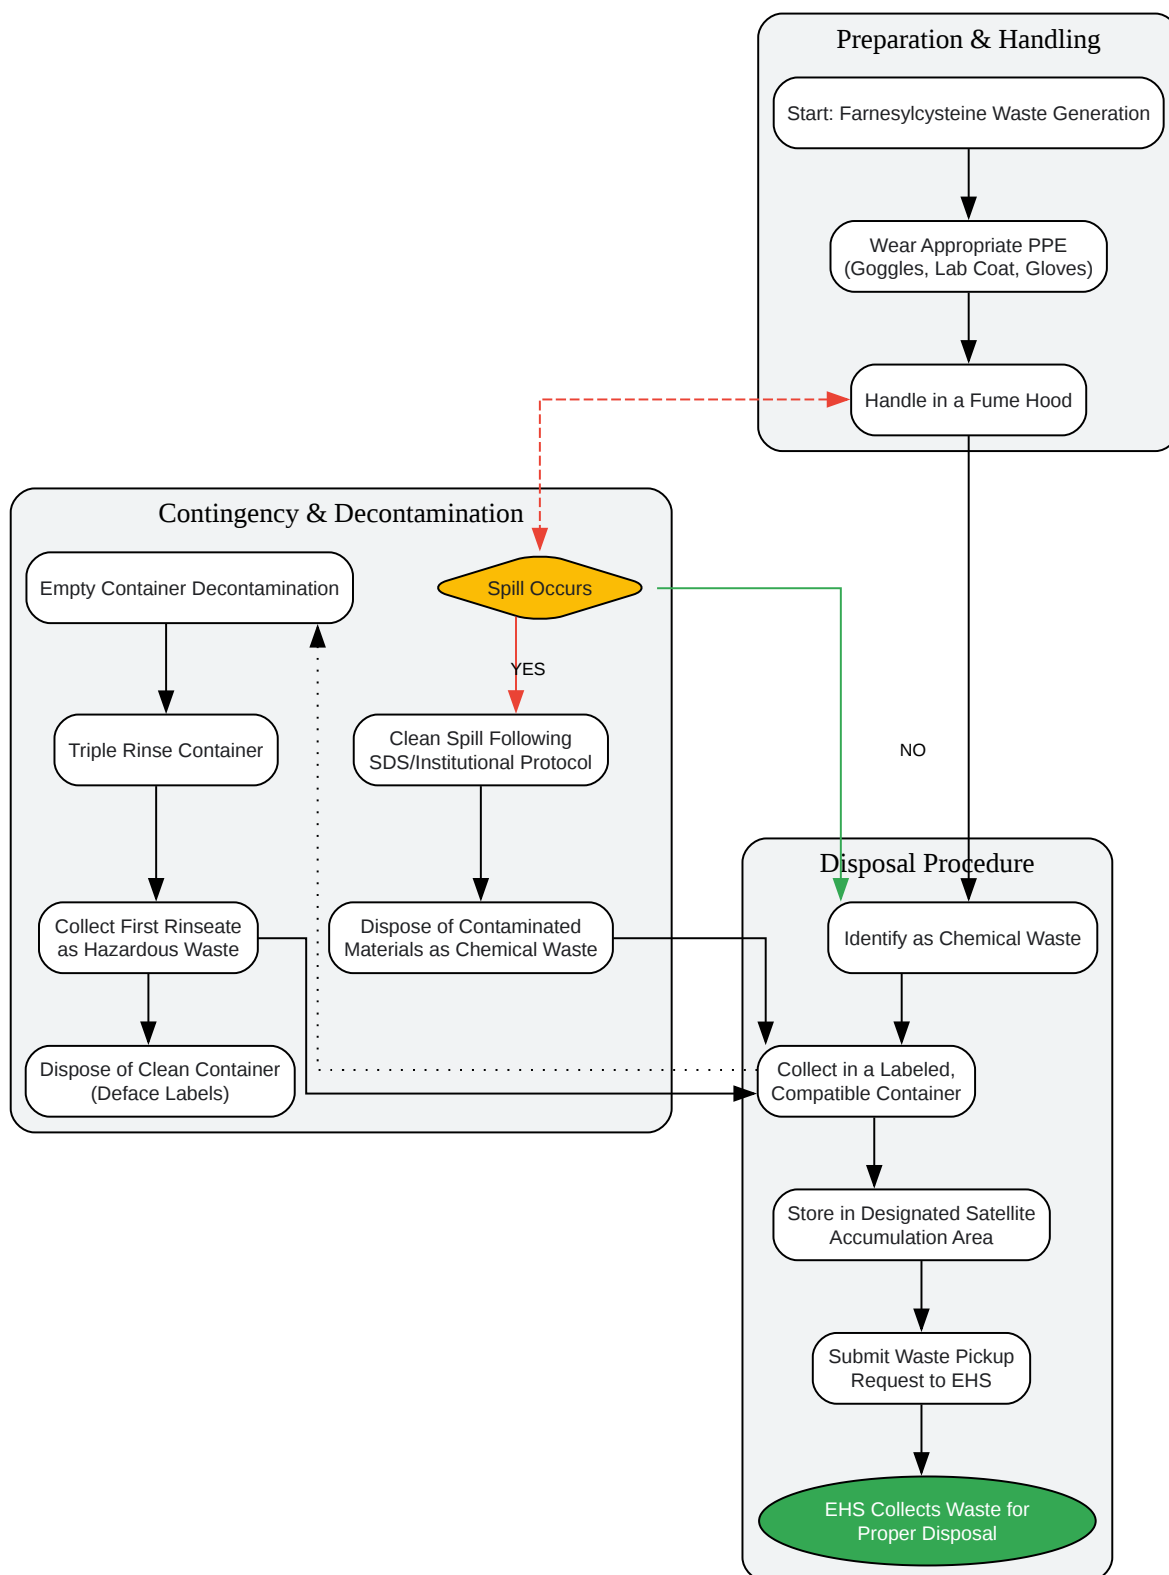 Preparation & Handling
Start: Farnesylcysteine Waste Generation
Wear Appropriate PPE
(Goggles, Lab Coat, Gloves)
Handle in a Fume Hood
Contingency & Decontamination
Empty Container Decontamination
Spill Occurs
YES
Triple Rinse Container
Clean Spill Following
SDS/Institutional Protocol
NO
Collect First Rinseate
as Hazardous Waste
Dispose of Contaminated
Materials as Chemical Waste
Dispose of Clean Container
(Deface Labels)
Disposal Procedure
Identify as Chemical Waste
Collect in a Labeled,
Compatible Container
Store in Designated Satellite
Accumulation Area
Submit Waste Pickup
Request to EHS
EHS Collects Waste for
Proper Disposal